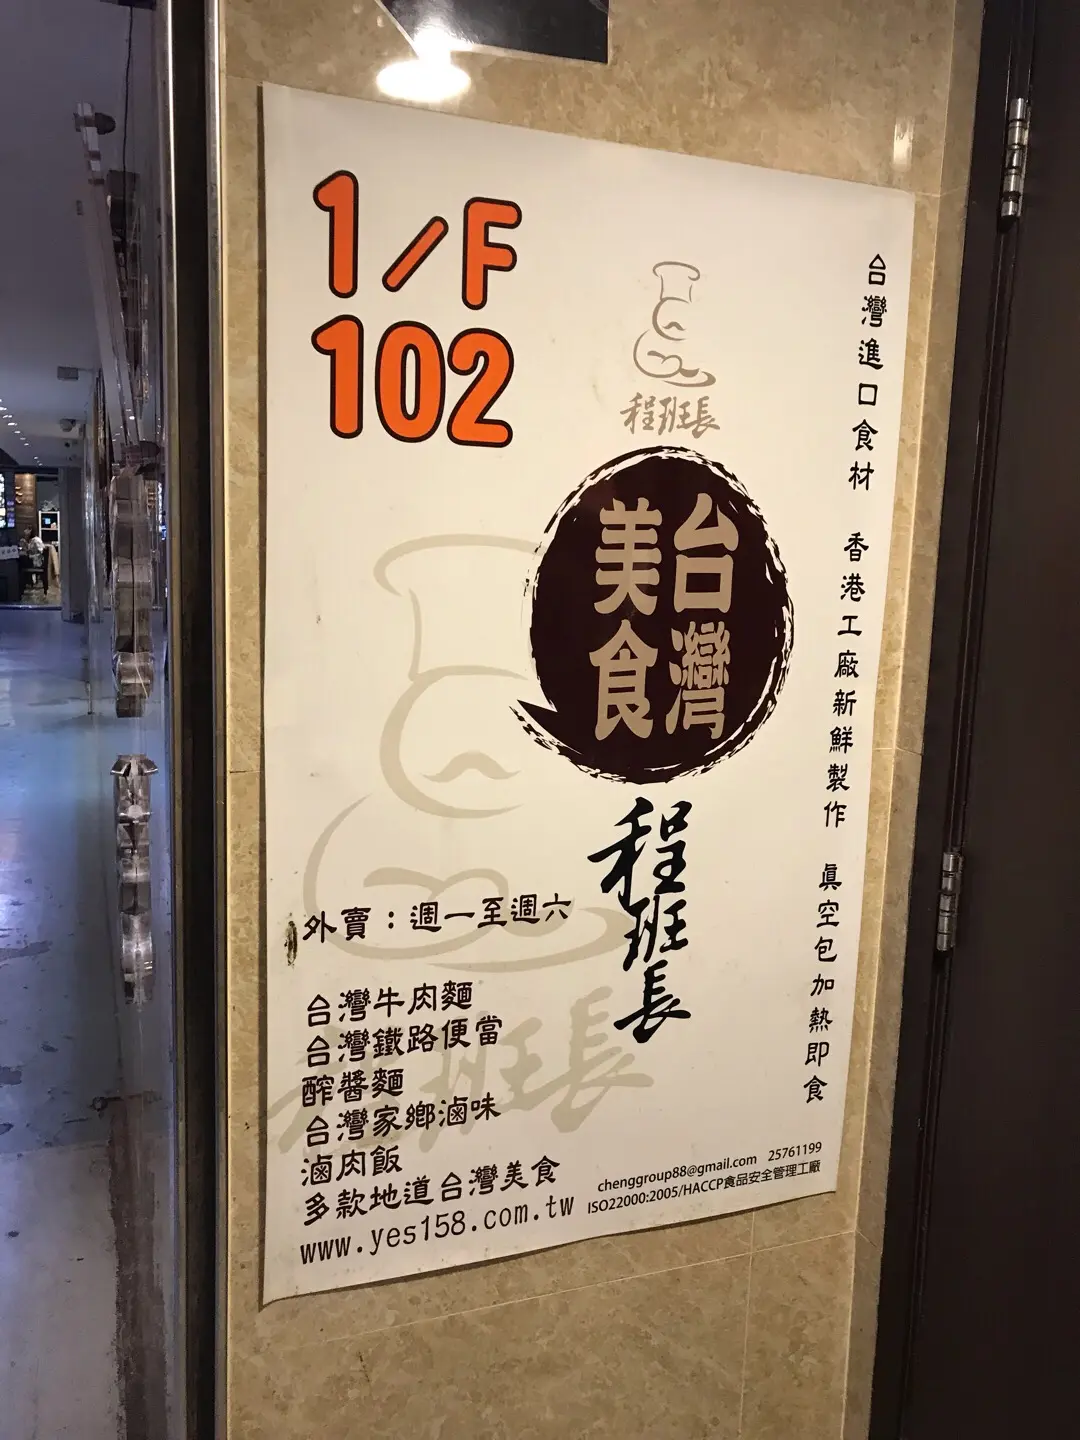 1/F
102
程班長
台灣
美食
程班長
台灣進口食材 香港工廠新鮮製作 真空包加熱即食
外賣：週一至週六
台灣牛肉麵
台灣鐵路便當
醡醬麵
台灣家鄉滷味
滷肉飯
多款地道台灣美食
www.yes158.com.tw
chenggroup88@gmail.com 25761199
ISO22000:2005/HACCP食品安全管理工廠
程班長